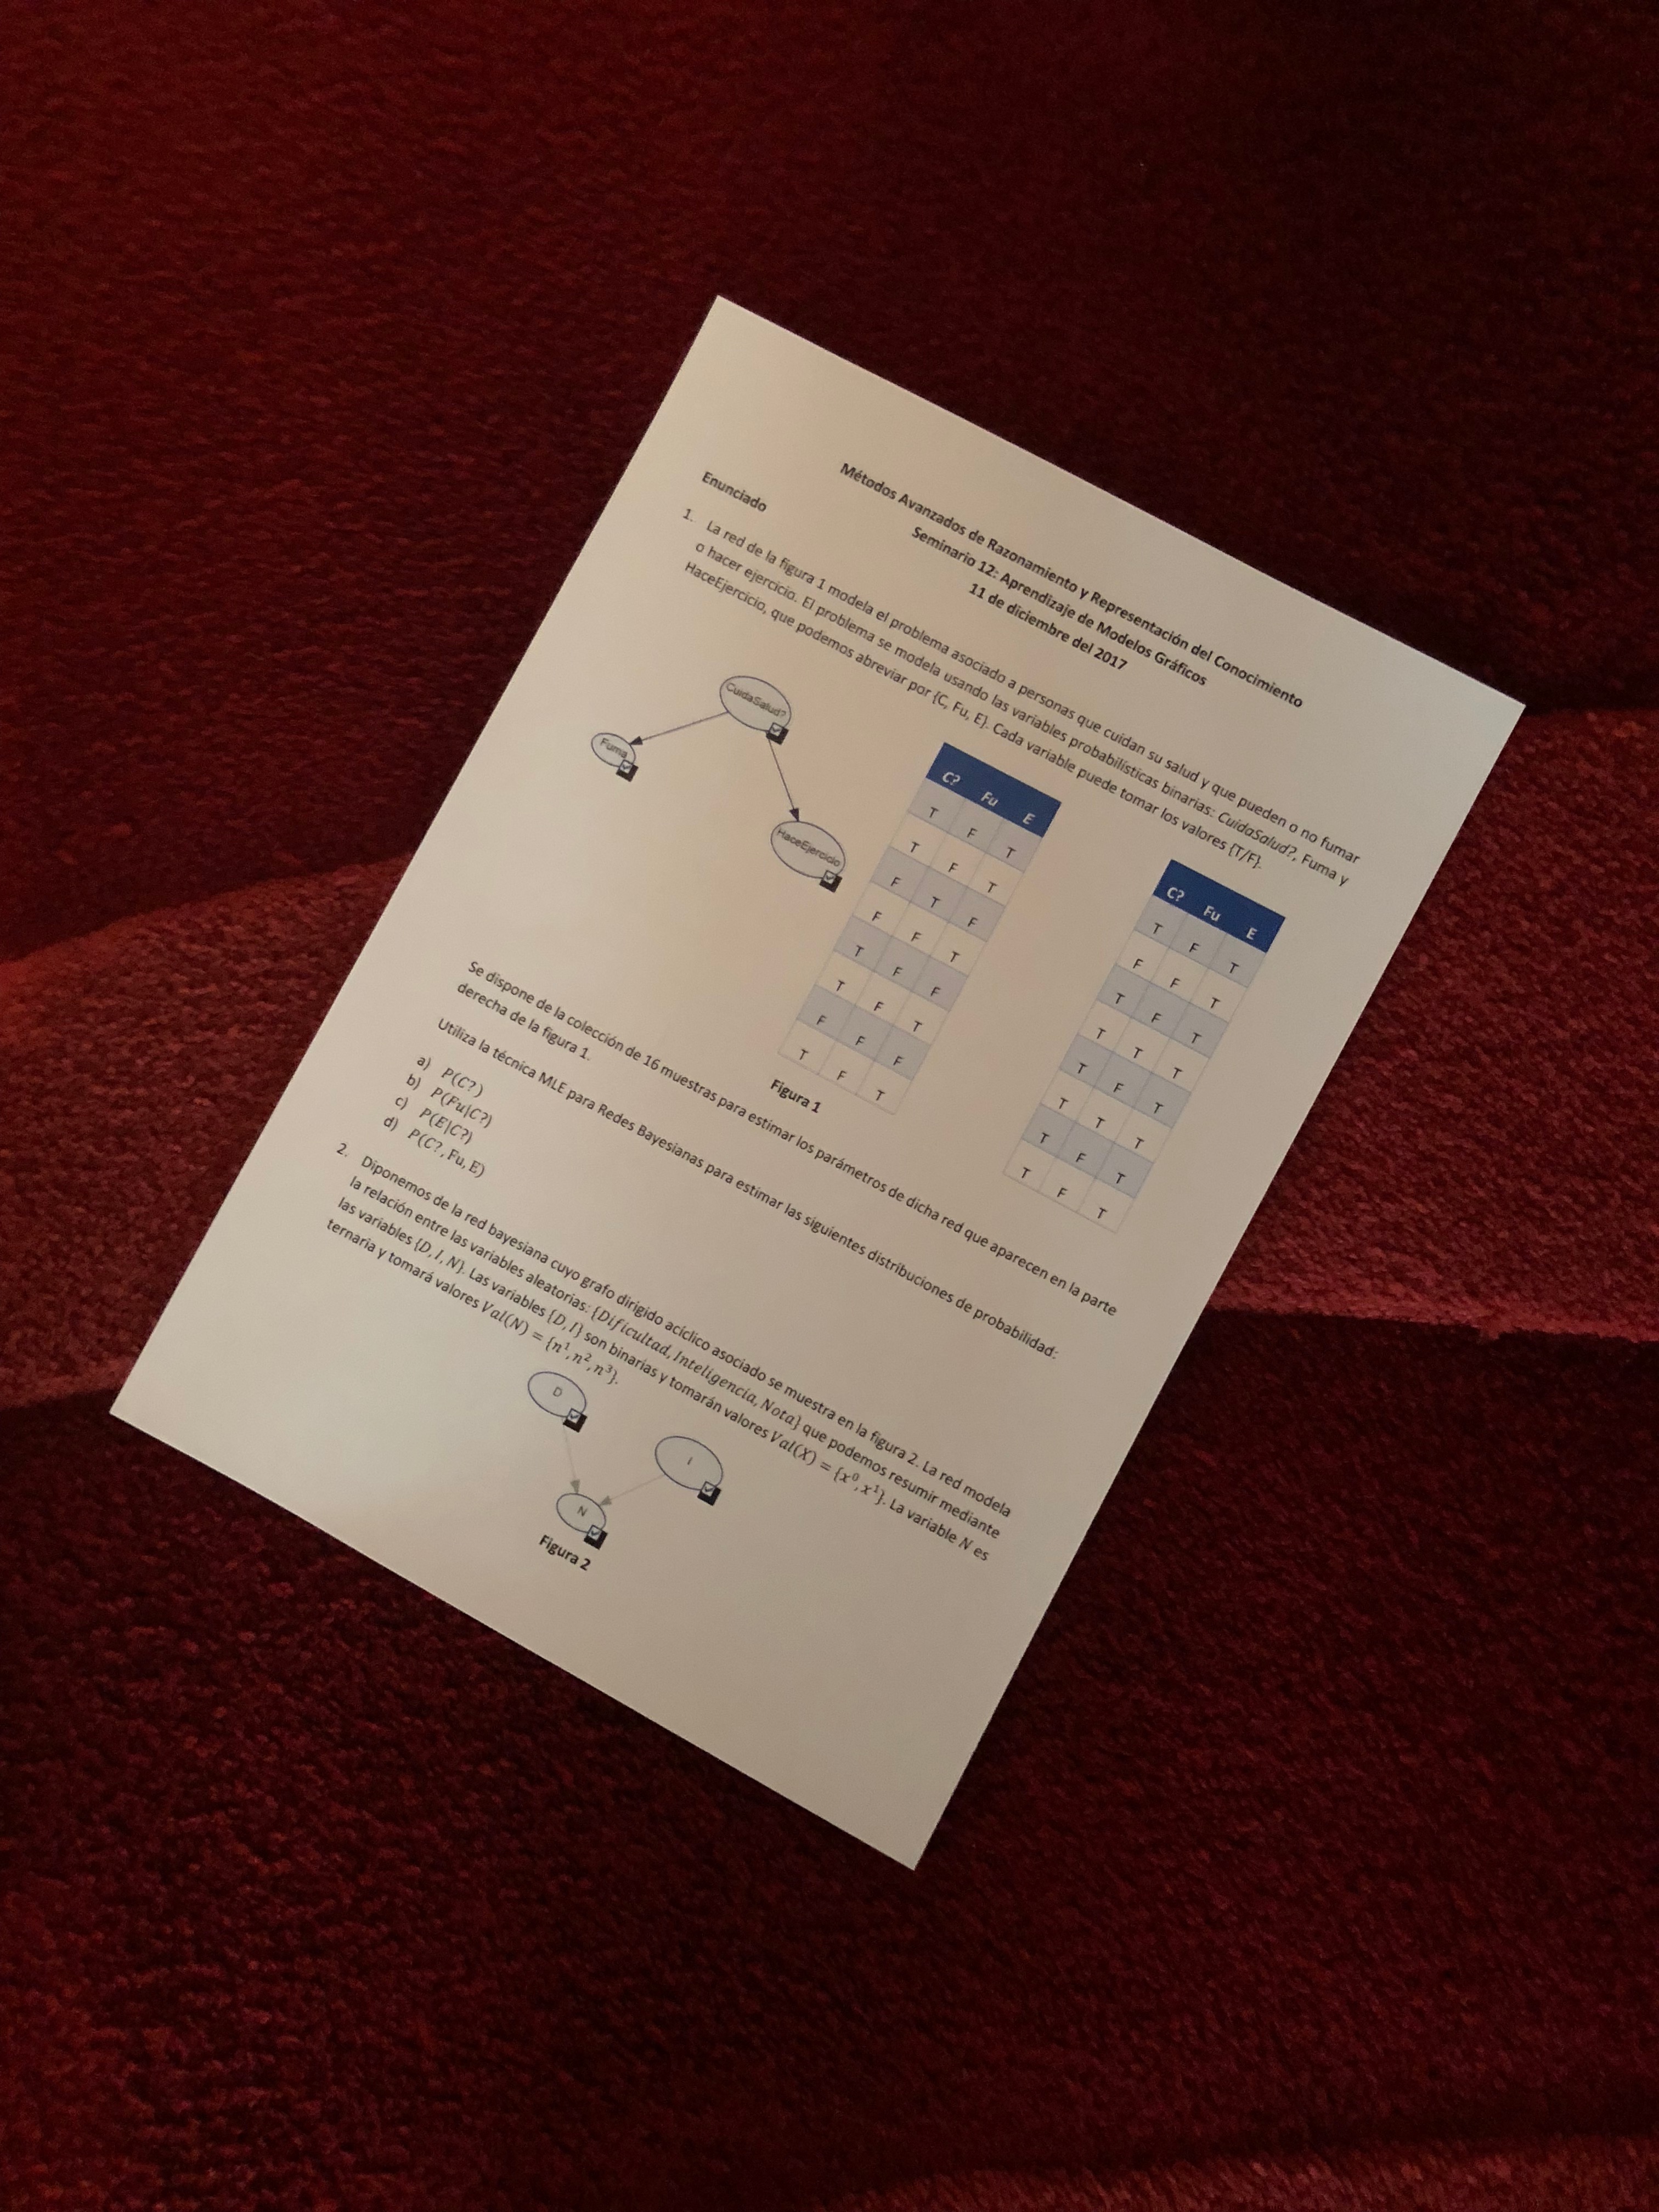 Métodos Avanzados de Razonamiento y Representación del Conocimiento
Seminario 12: Aprendizaje de Modelos Gráficos
11 de diciembre del 2017
Enunciado
1. La red de la figura 1 modela el problema asociado a personas que cuidan su salud y que pueden o no fumar
o hacer ejercicio. El problema se modela usando las variables probabilísticas binarias: CuidaSalud?, Fuma y
HaceEjercicio, que podemos abreviar por {C, Fu, E}. Cada variable puede tomar los valores {T/F}.
CuidaSalud?
Fuma
HaceEjercicio
C? Fu E
T F T
T F T
F T F
F F T
T F F
T F T
F F F
T F T
C? Fu E
T F T
F F T
T F T
T T T
T F T
T T T
T F T
T F T
Figura 1
Se dispone de la colección de 16 muestras para estimar los parámetros de dicha red que aparecen en la parte
derecha de la figura 1.
Utiliza la técnica MLE para Redes Bayesianas para estimar las siguientes distribuciones de probabilidad:
a) P(C?)
b) P(Fu|C?)
c) P(E|C?)
d) P(C?, Fu, E)
2. Diponemos de la red bayesiana cuyo grafo dirigido acíclico asociado se muestra en la figura 2. La red modela
la relación entre las variables aleatorias: {Dificultad, Inteligencia, Nota} que podemos resumir mediante
las variables {D, I, N}. Las variables {D, I} son binarias y tomarán valores Val(X) = {x⁰, x¹}. La variable N es
ternaria y tomará valores Val(N) = {n¹, n², n³}.
D
I
N
Figura 2